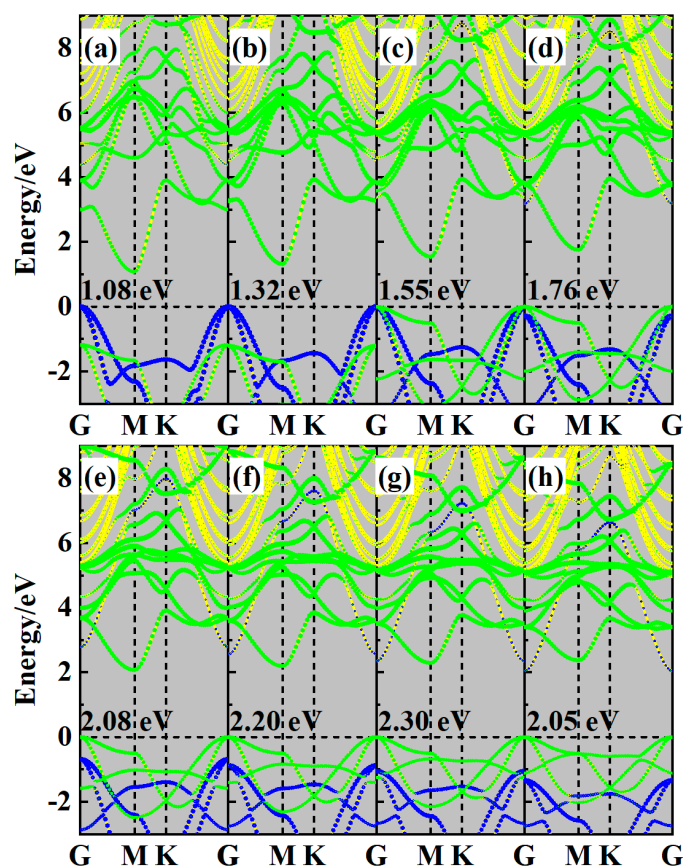 (a) (b) (c) (d)
8
6
4
2
0
-2
Energy/eV
1.08 eV 1.32 eV 1.55 eV 1.76 eV
G M K G M K G M K G M K G
(e) (f) (g) (h)
8
6
4
2
0
-2
Energy/eV
2.08 eV 2.20 eV 2.30 eV 2.05 eV
G M K G M K G M K G M K G